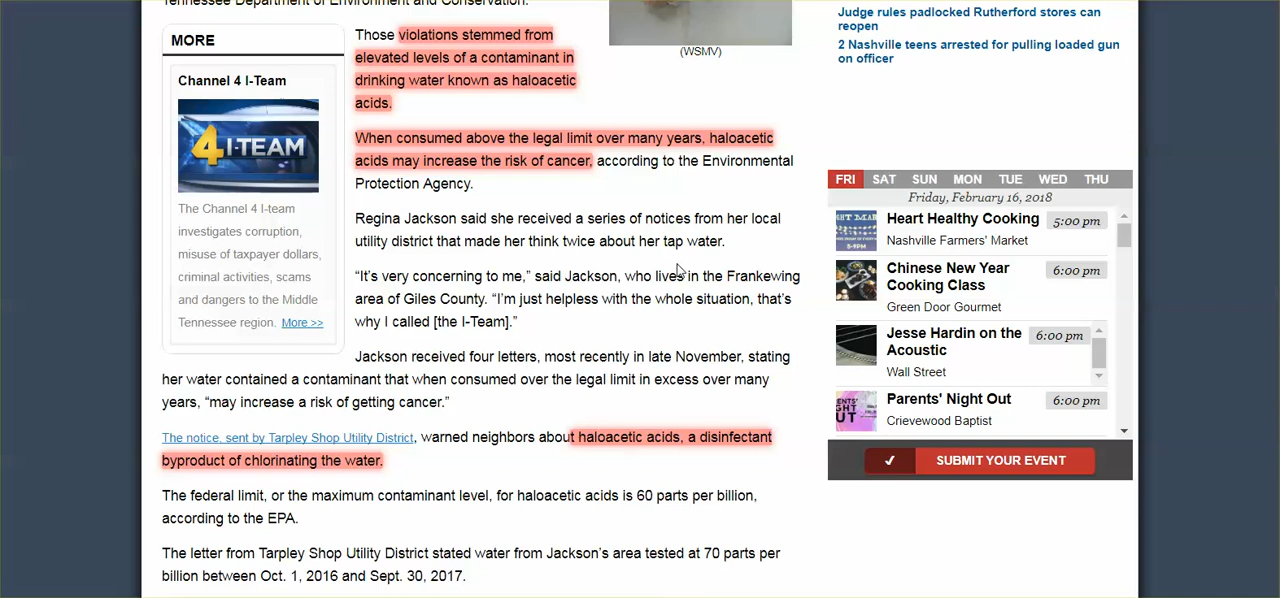 Tennessee Department of Environment and Conservation.
MORE
Channel 4 I-Team
4 I-TEAM
The Channel 4 I-team
investigates corruption,
misuse of taxpayer dollars,
criminal activities, scams
and dangers to the Middle
Tennessee region. More >>
Those violations stemmed from
elevated levels of a contaminant in
drinking water known as haloacetic
acids.
(WSMV)
When consumed above the legal limit over many years, haloacetic
acids may increase the risk of cancer, according to the Environmental
Protection Agency.
Regina Jackson said she received a series of notices from her local
utility district that made her think twice about her tap water.
“It’s very concerning to me,” said Jackson, who lives in the Frankewing
area of Giles County. “I’m just helpless with the whole situation, that’s
why I called [the I-Team].”
Jackson received four letters, most recently in late November, stating
her water contained a contaminant that when consumed over the legal limit in excess over many
years, “may increase a risk of getting cancer.”
The notice, sent by Tarpley Shop Utility District, warned neighbors about haloacetic acids, a disinfectant
byproduct of chlorinating the water.
The federal limit, or the maximum contaminant level, for haloacetic acids is 60 parts per billion,
according to the EPA.
The letter from Tarpley Shop Utility District stated water from Jackson’s area tested at 70 parts per
billion between Oct. 1, 2016 and Sept. 30, 2017.
Judge rules padlocked Rutherford stores can
reopen
2 Nashville teens arrested for pulling loaded gun
on officer
FRI SAT SUN MON TUE WED THU
Friday, February 16, 2018
Heart Healthy Cooking 5:00 pm
Nashville Farmers' Market
Chinese New Year 6:00 pm
Cooking Class
Green Door Gourmet
Jesse Hardin on the 6:00 pm
Acoustic
Wall Street
Parents' Night Out 6:00 pm
Crievewood Baptist
SUBMIT YOUR EVENT